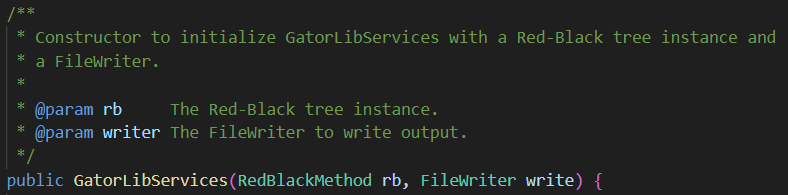 /**
 * Constructor to initialize GatorLibServices with a Red-Black tree instance and
 * a FileWriter.
 *
 * @param rb     The Red-Black tree instance.
 * @param writer The FileWriter to write output.
 */
public GatorLibServices(RedBlackMethod rb, FileWriter write) {